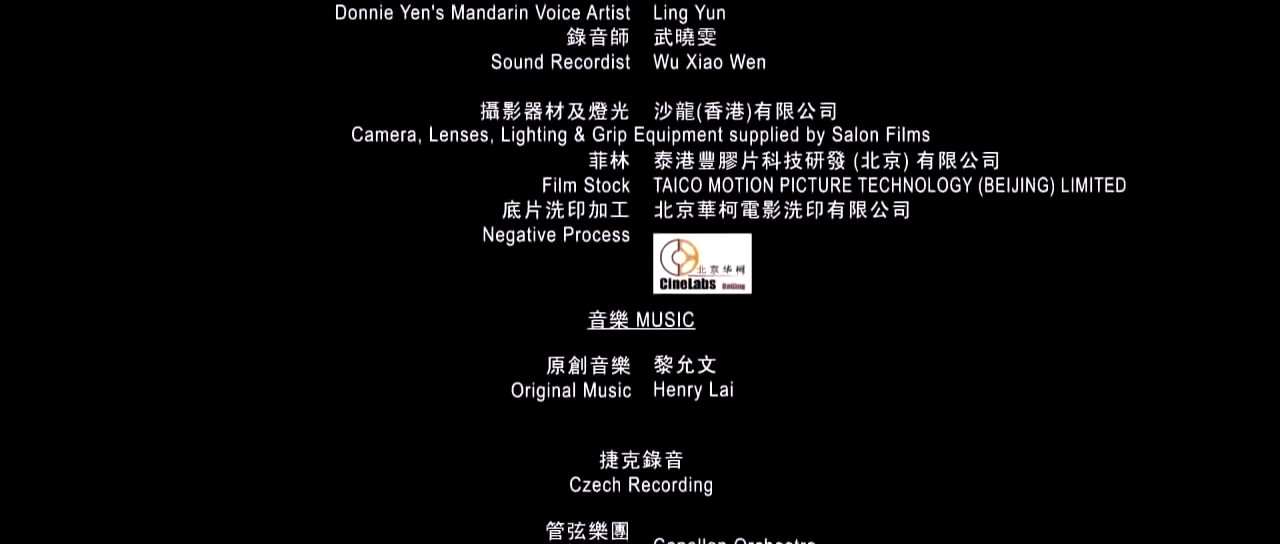 Donnie Yen's Mandarin Voice Artist Ling Yun
錄音師 武曉雯
Sound Recordist Wu Xiao Wen
攝影器材及燈光 沙龍(香港)有限公司
Camera, Lenses, Lighting & Grip Equipment supplied by Salon Films
菲林 泰港豐膠片科技研發 (北京) 有限公司
Film Stock TAICO MOTION PICTURE TECHNOLOGY (BEIJING) LIMITED
底片洗印加工 北京華柯電影洗印有限公司
Negative Process
北京华柯
CineLabs Beijing
音樂 MUSIC
原創音樂 黎允文
Original Music Henry Lai
捷克錄音
Czech Recording
管弦樂團